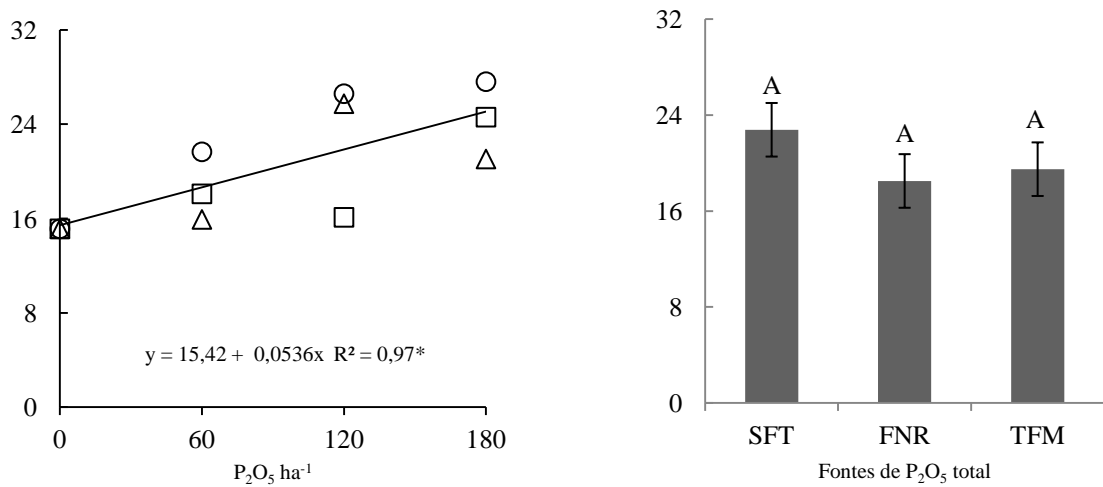 32
24
16
8
0
y = 15,42 + 0,0536x R² = 0,97*
0 60 120 180
P₂O₅ ha⁻¹
32
24
16
8
0
A A A
SFT FNR TFM
Fontes de P₂O₅ total